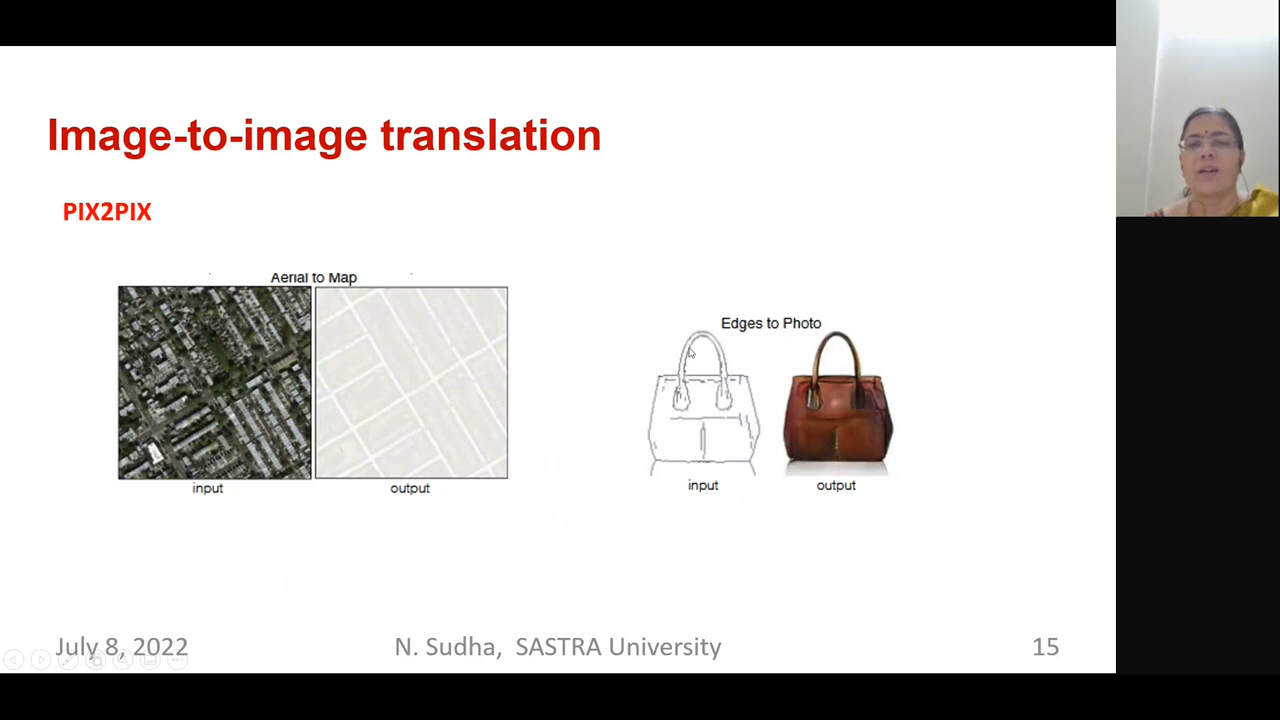 Image-to-image translation
PIX2PIX
Aerial to Map
input output
Edges to Photo
input output
July 8, 2022 N. Sudha, SASTRA University 15